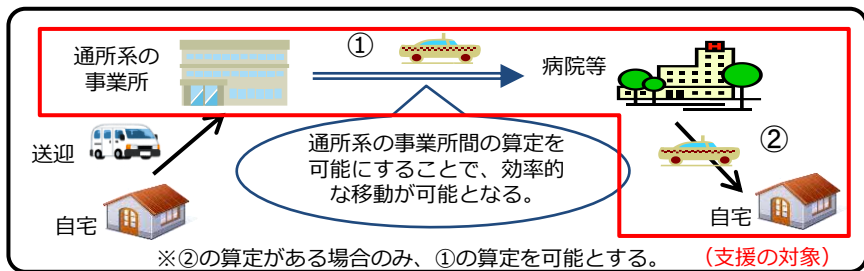 通所系の
事業所
①
病院等
送迎
通所系の事業所間の算定を
可能にすることで、効率的
な移動が可能となる。
②
自宅
自宅
※②の算定がある場合のみ、①の算定を可能とする。
(支援の対象)